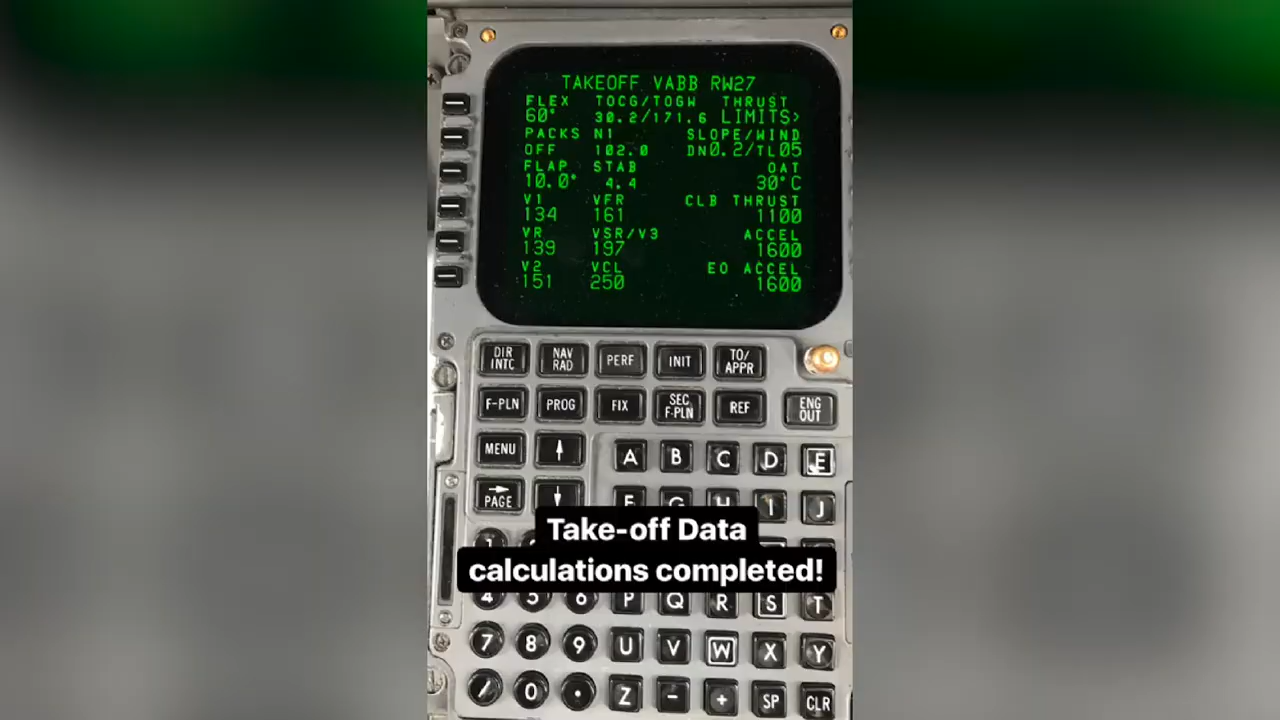 TAKEOFF VABB RW27
FLEX TOCG/TOGW THRUST
60° 30.2/171.6 LIMITS>
PACKS N1 SLOPE/WIND
OFF 102.0 DN0.2/TL05
FLAP STAB OAT
10.0° 4.4 30°C
V1 VFR CLB THRUST
134 161 1100
VR VSR/V3 ACCEL
139 197 1600
V2 VCL EO ACCEL
151 250 1600
DIR INTC NAV RAD PERF INIT TO/ APPR
F-PLN PROG FIX SEC F-PLN REF ENG OUT
MENU ↑ A B C D E
→ PAGE ↓ F G H I J
Take-off Data
calculations completed!
4 5 6 P Q R S T
7 8 9 U V W X Y
/ 0 • Z - + SP CLR